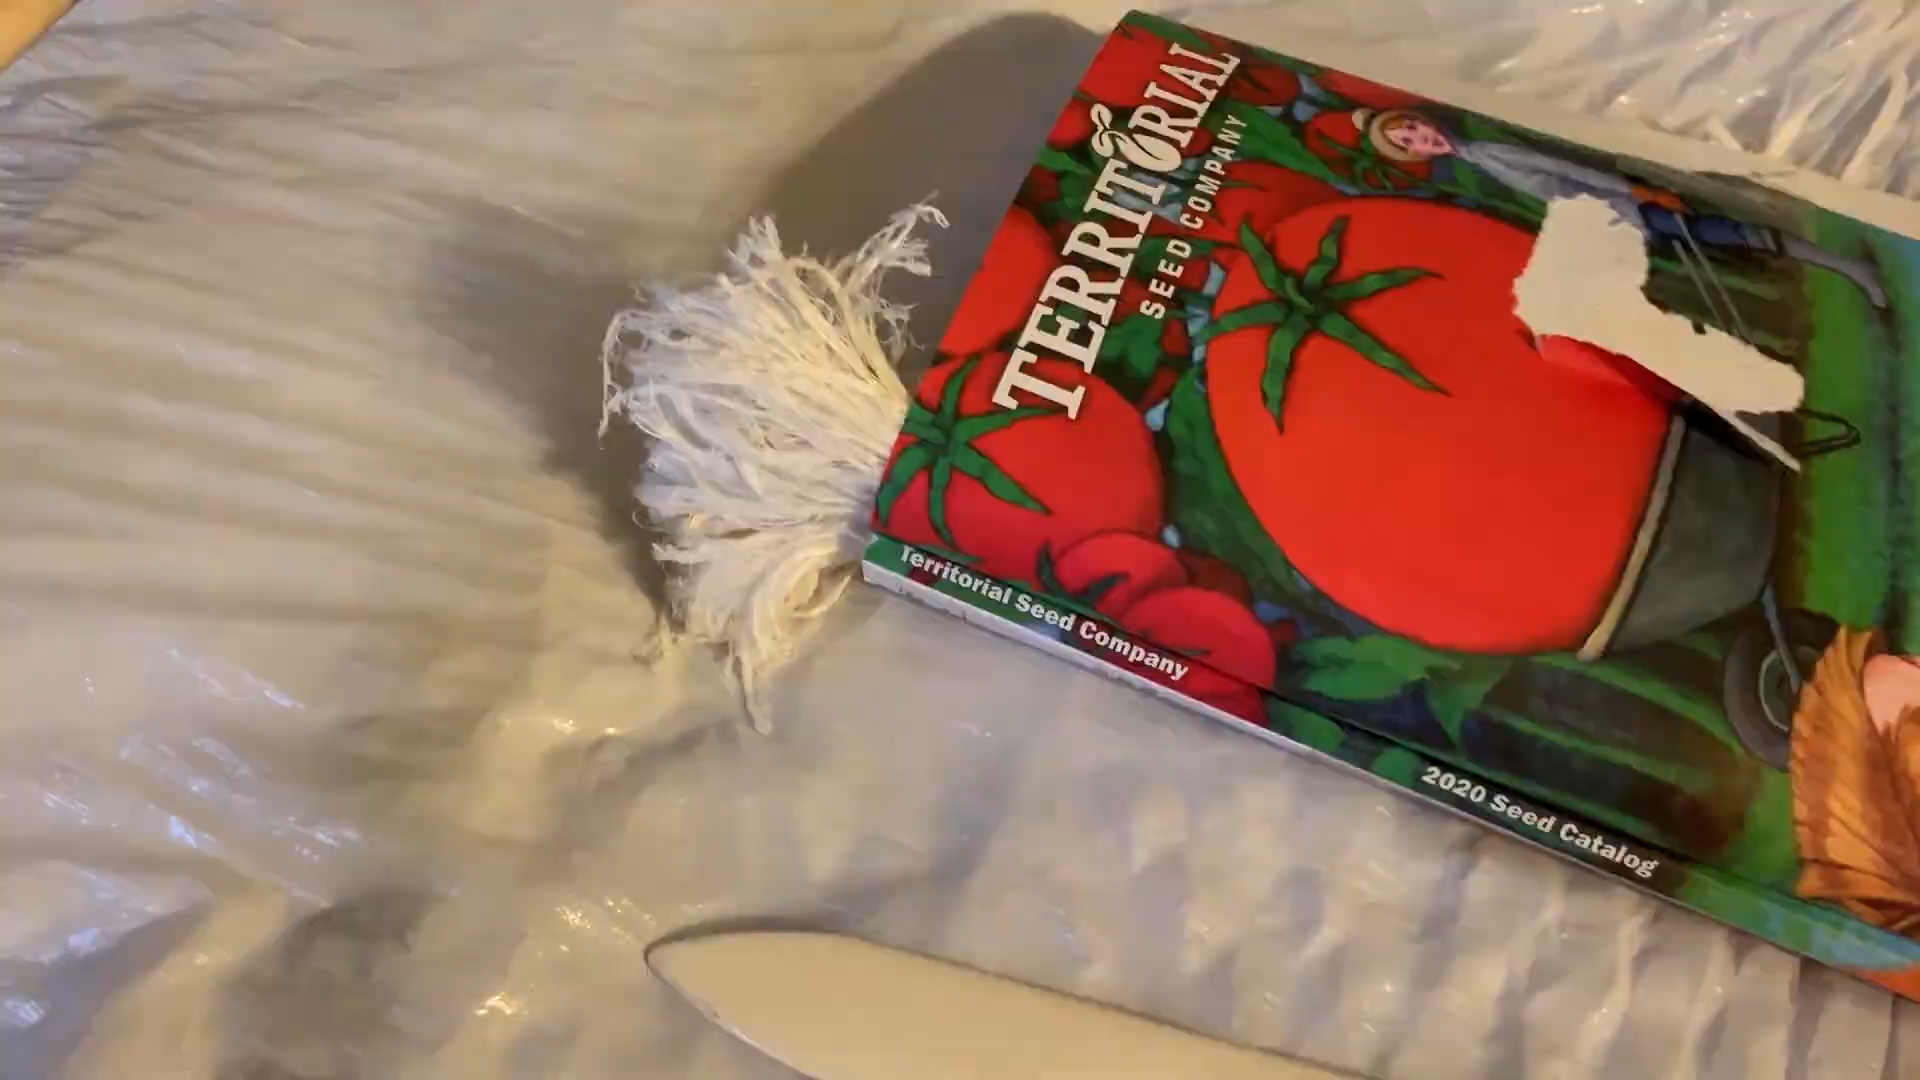 TERRITORIAL
SEED COMPANY
Territorial Seed Company
2020 Seed Catalog